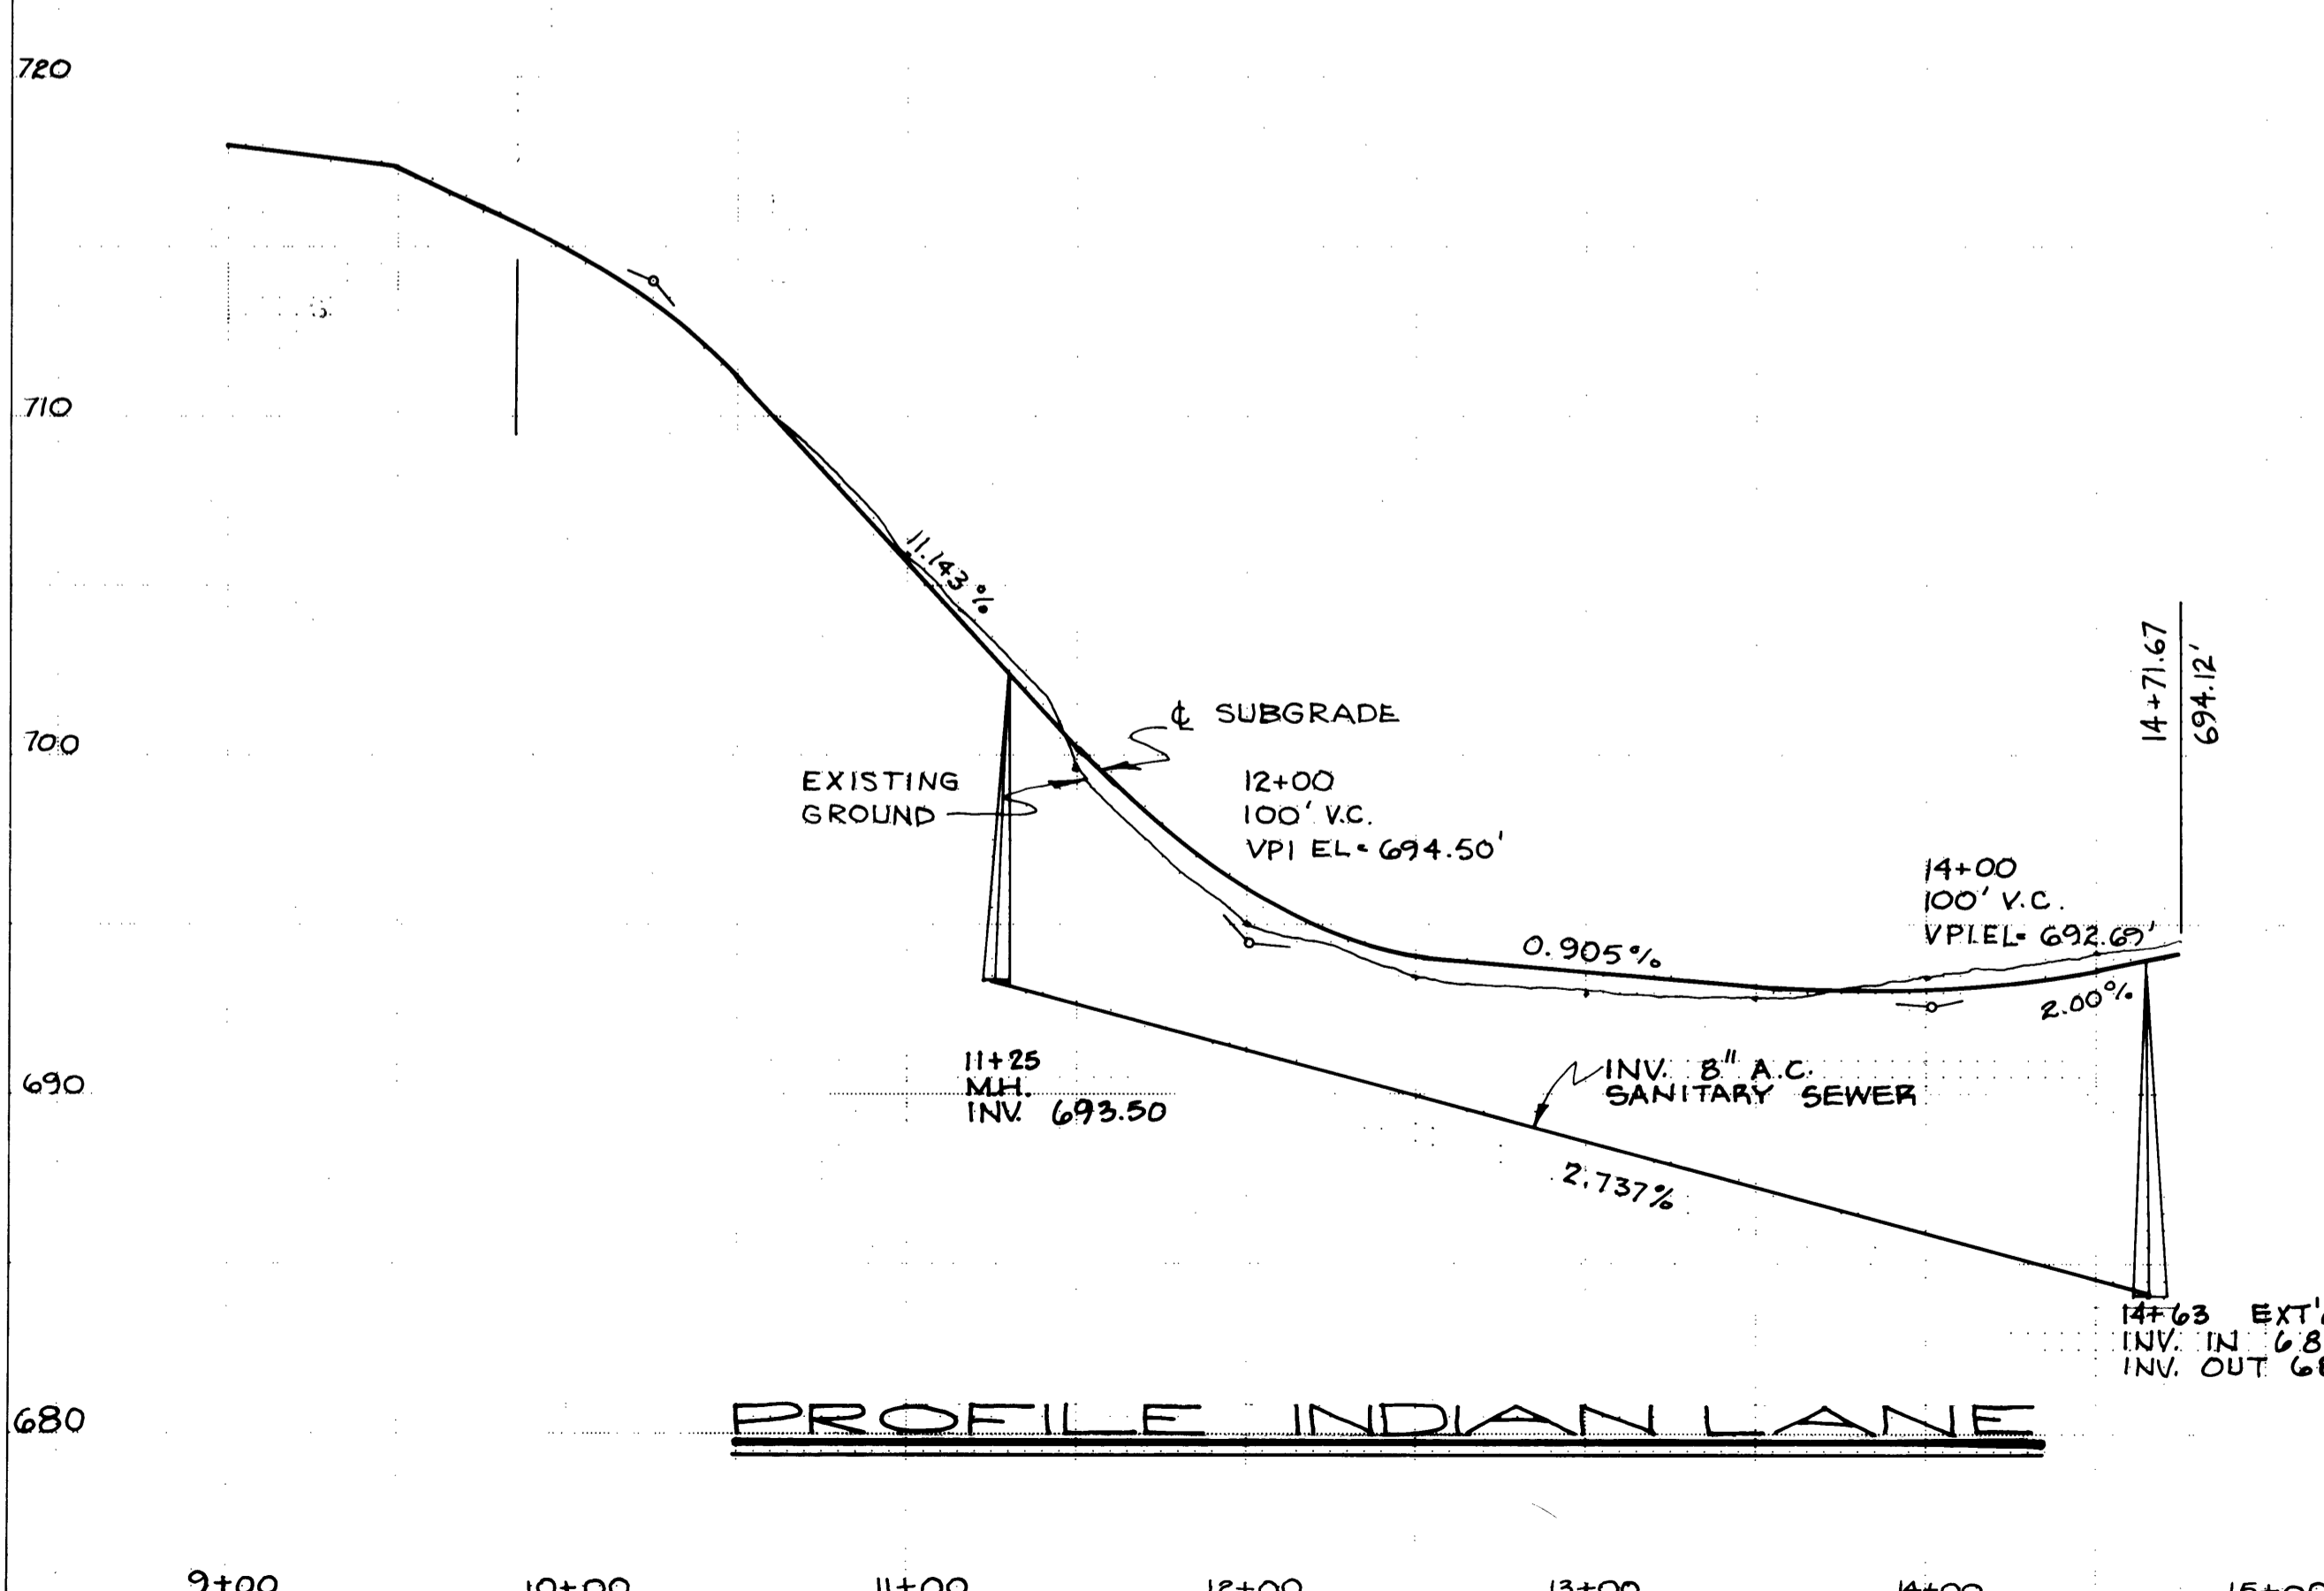 720
710
11.143%
700
℄ SUBGRADE
EXISTING
GROUND
12+00
100' V.C.
VPI EL= 694.50'
14+71.67
694.12'
14+00
100' V.C.
VPI.EL= 692.69'
0.905%
2.00%
690
11+25
M.H.
INV. 693.50
INV. 8" A.C.
SANITARY SEWER
2.737%
14+63
INV. IN
INV. OUT
680
PROFILE INDIAN LANE
9+00
10+00
11+00
12+00
13+00
14+00
15+00